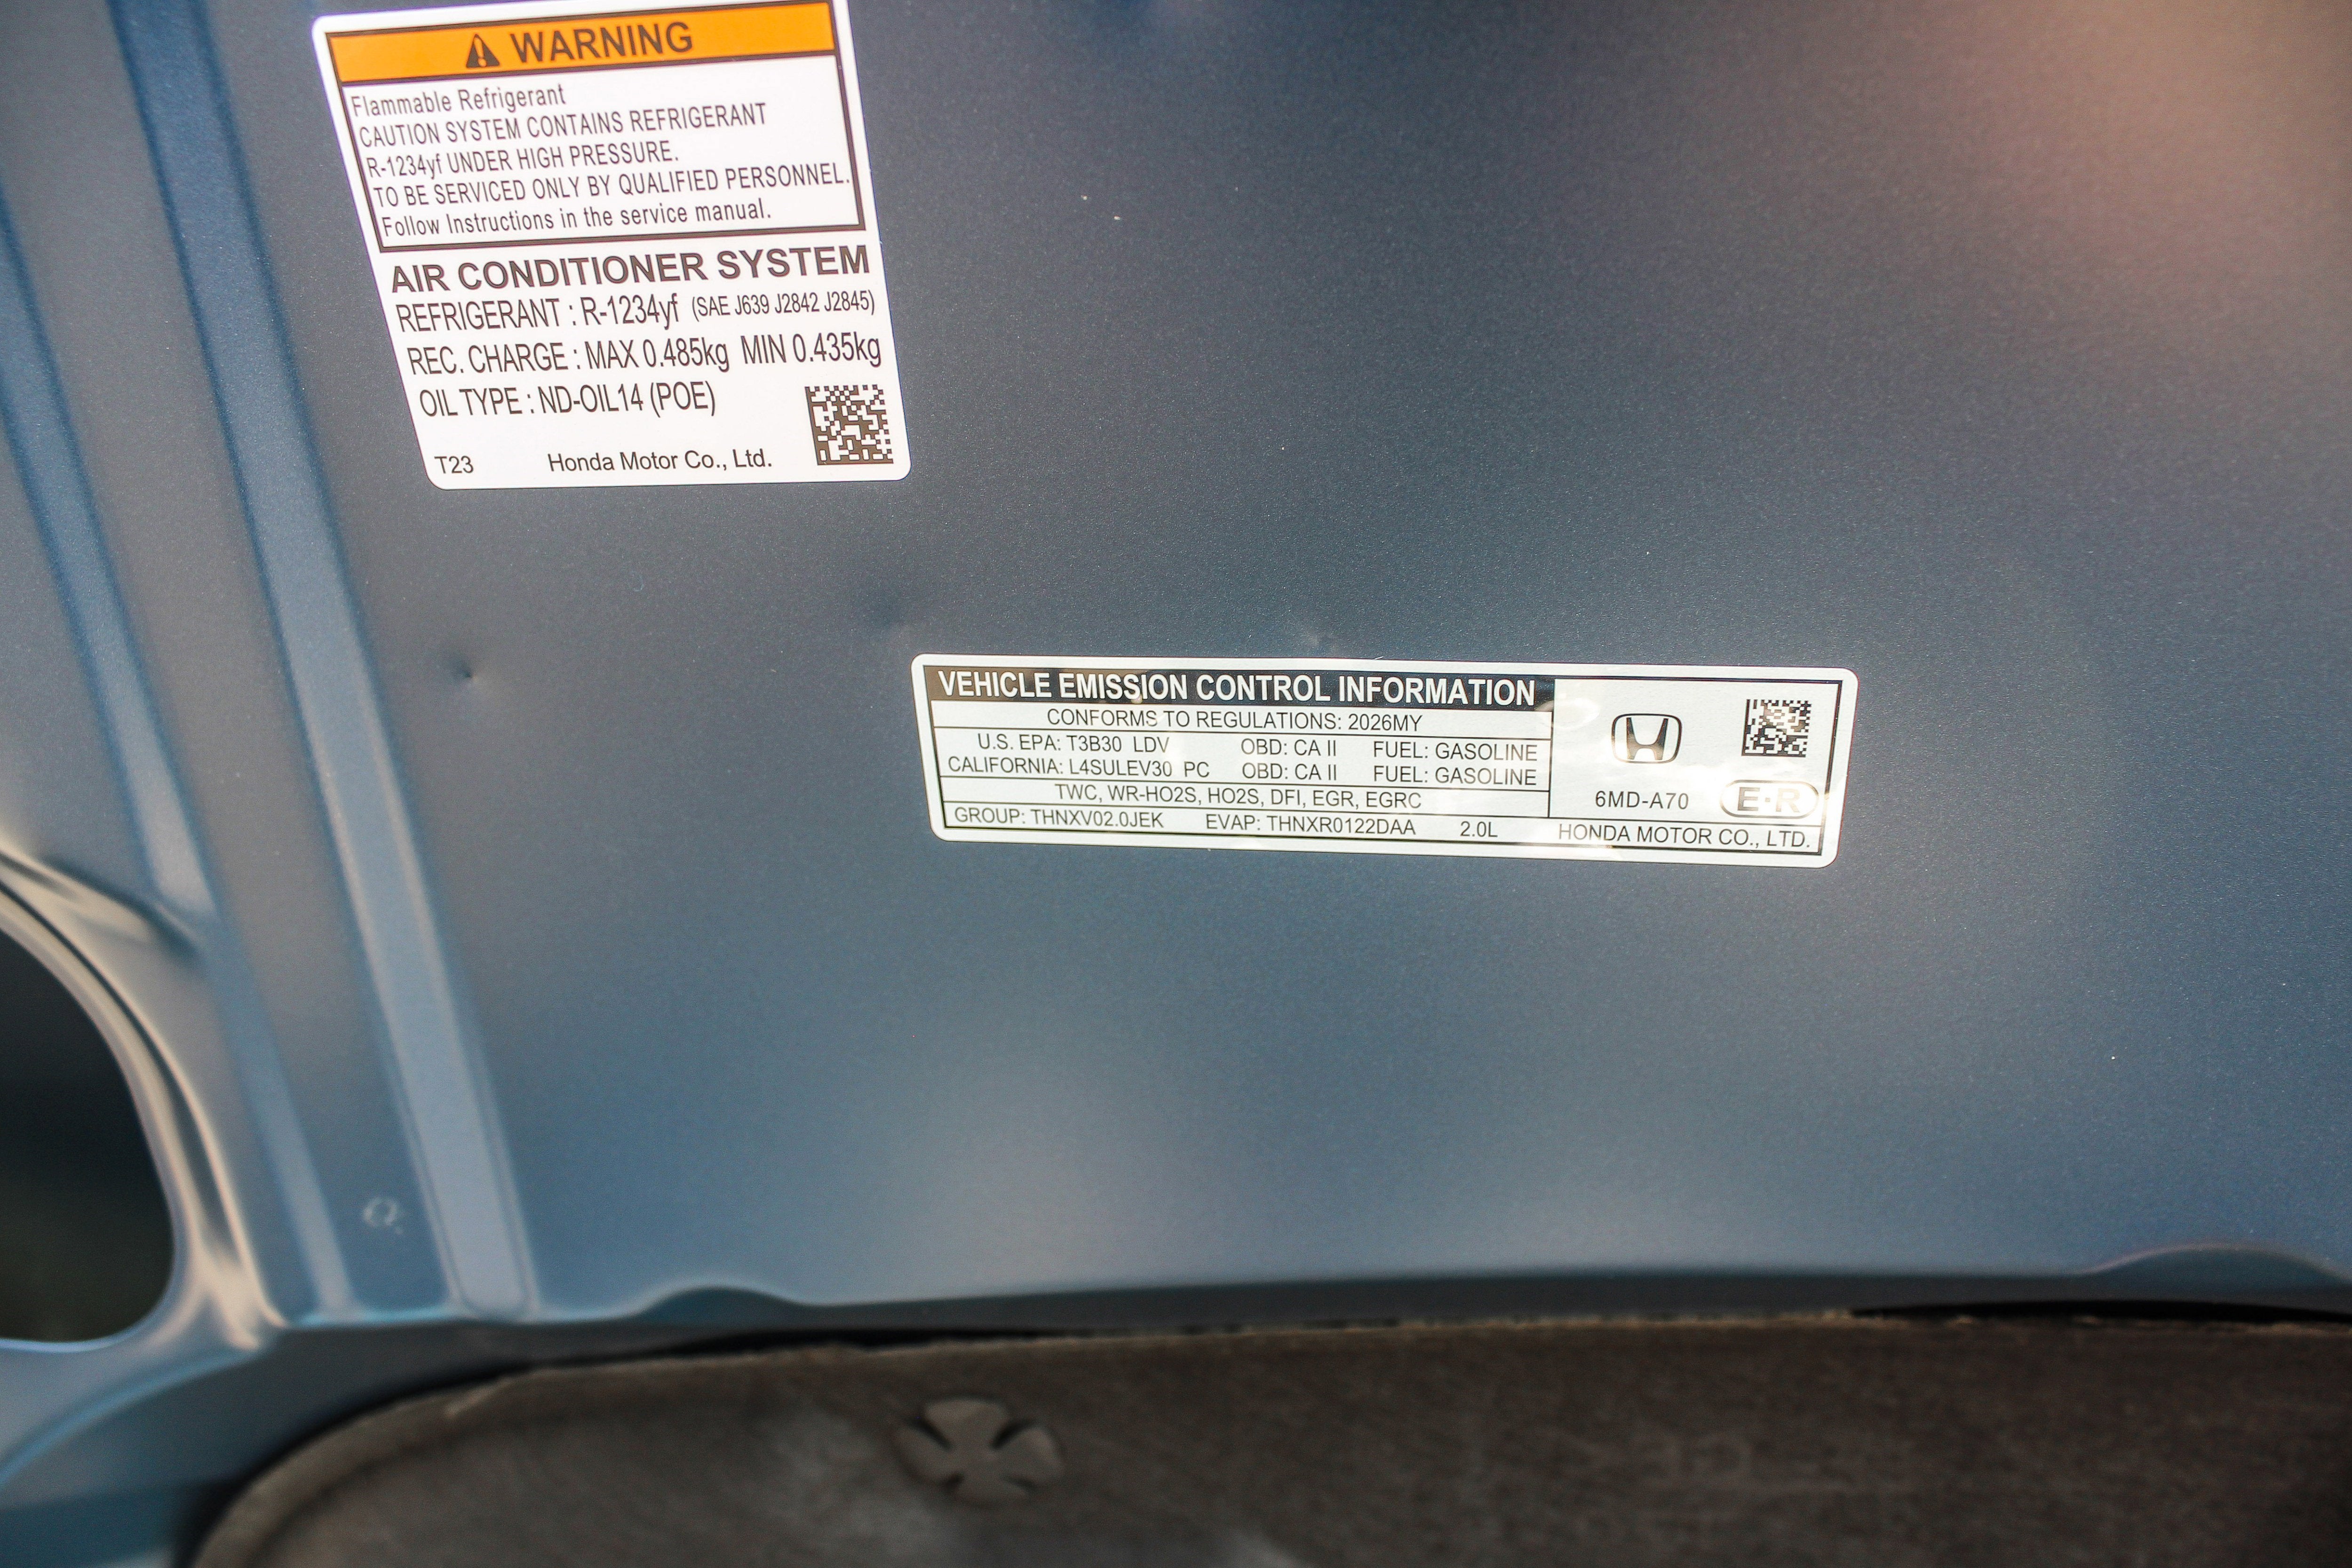 WARNING
Flammable Refrigerant
CAUTION SYSTEM CONTAINS REFRIGERANT
R-1234yf UNDER HIGH PRESSURE.
TO BE SERVICED ONLY BY QUALIFIED PERSONNEL.
Follow Instructions in the service manual.
AIR CONDITIONER SYSTEM
REFRIGERANT : R-1234yf (SAE J639 J2842 J2845)
REC. CHARGE : MAX 0.485kg MIN 0.435kg
OIL TYPE : ND-OIL14 (POE)
T23 Honda Motor Co., Ltd.
VEHICLE EMISSION CONTROL INFORMATION
CONFORMS TO REGULATIONS: 2026MY
U.S. EPA: T3B30 LDV OBD: CA II FUEL: GASOLINE
CALIFORNIA: L4SULEV30 PC OBD: CA II FUEL: GASOLINE
TWC, WR-HO2S, HO2S, DFI, EGR, EGRC
GROUP: THNXV02.0JEK EVAP: THNXR0122DAA 2.0L
6MD-A70 E·R
HONDA MOTOR CO., LTD.